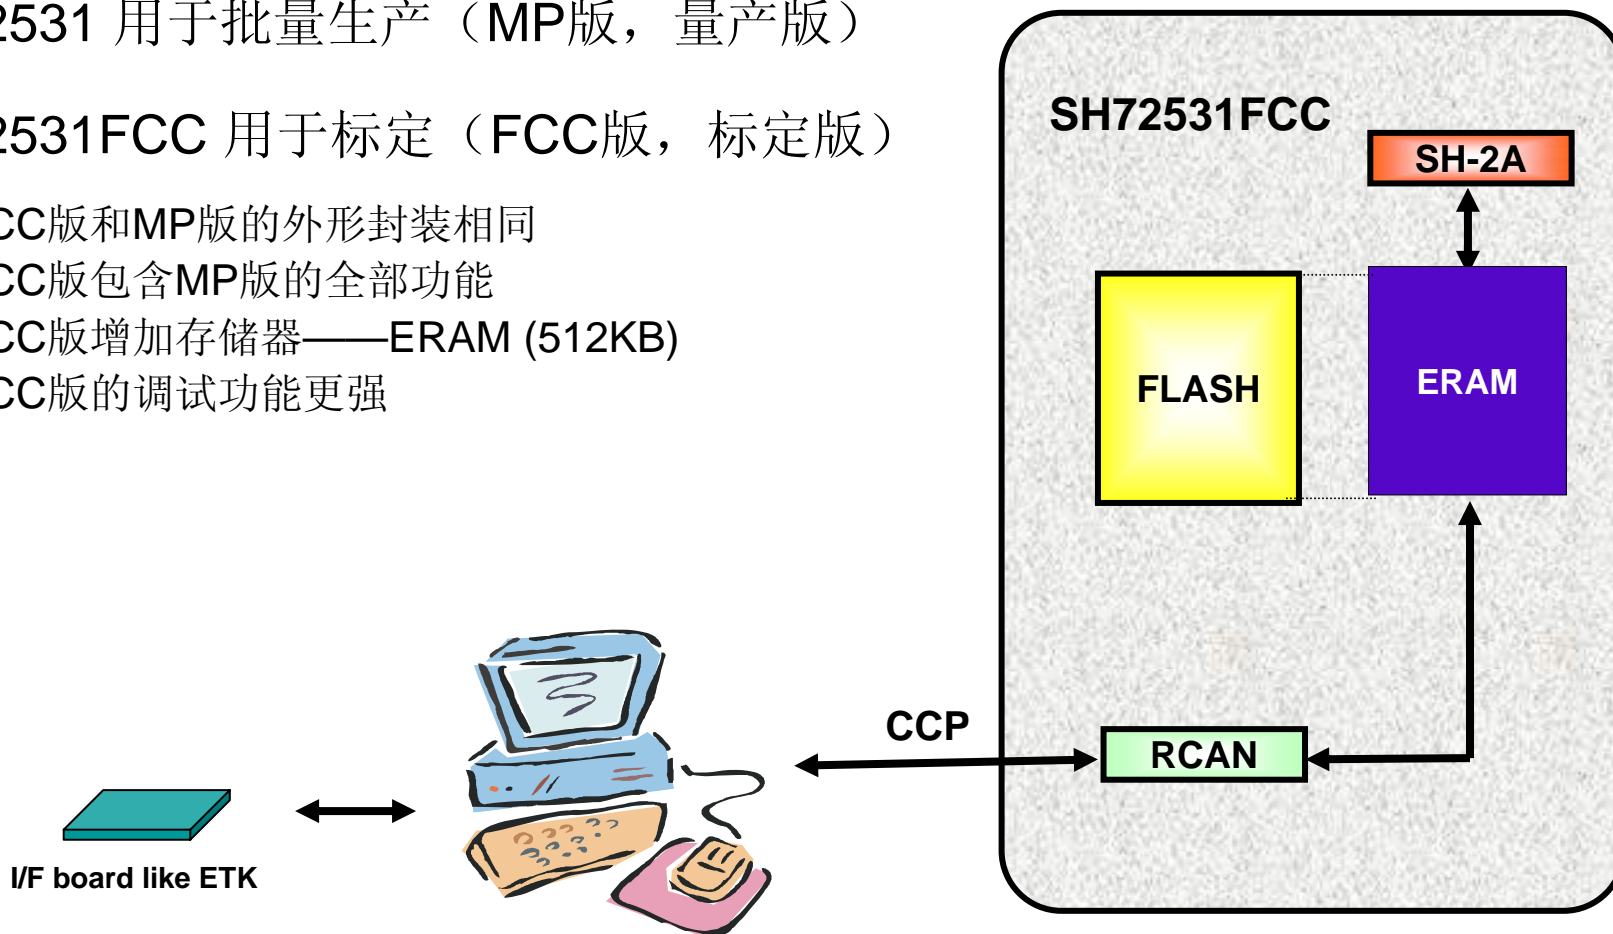 2531 用于批量生产（MP版，量产版）
2531FCC 用于标定（FCC版，标定版）
CC版和MP版的外形封装相同
CC版包含MP版的全部功能
CC版增加存储器——ERAM (512KB)
CC版的调试功能更强
SH72531FCC
SH-2A
FLASH
ERAM
CCP
RCAN
I/F board like ETK